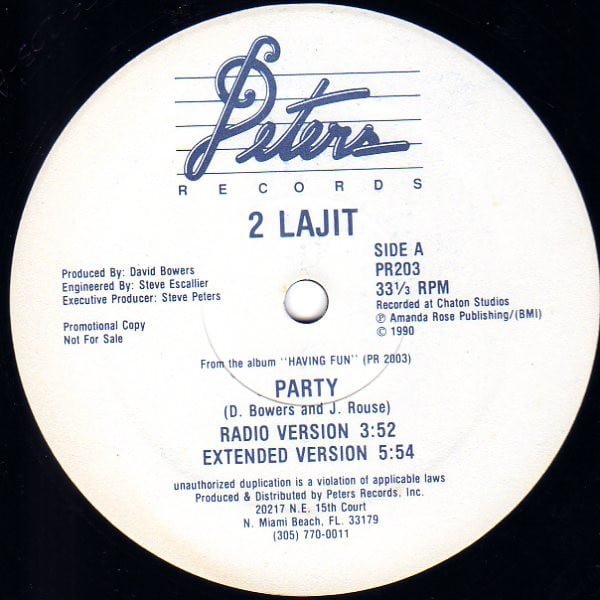 Peters
RECORDS
2 LAJIT
SIDE A
PR203
33⅓ RPM
Recorded at Chaton Studios
℗ Amanda Rose Publishing/(BMI)
© 1990
Produced By: David Bowers
Engineered By: Steve Escallier
Executive Producer: Steve Peters
Promotional Copy
Not For Sale
From the album "HAVING FUN" (PR 2003)
PARTY
(D. Bowers and J. Rouse)
RADIO VERSION 3:52
EXTENDED VERSION 5:54
unauthorized duplication is a violation of applicable laws
Produced & Distributed by Peters Records, Inc.
20217 N.E. 15th Court
N. Miami Beach, FL. 33179
(305) 770-0011